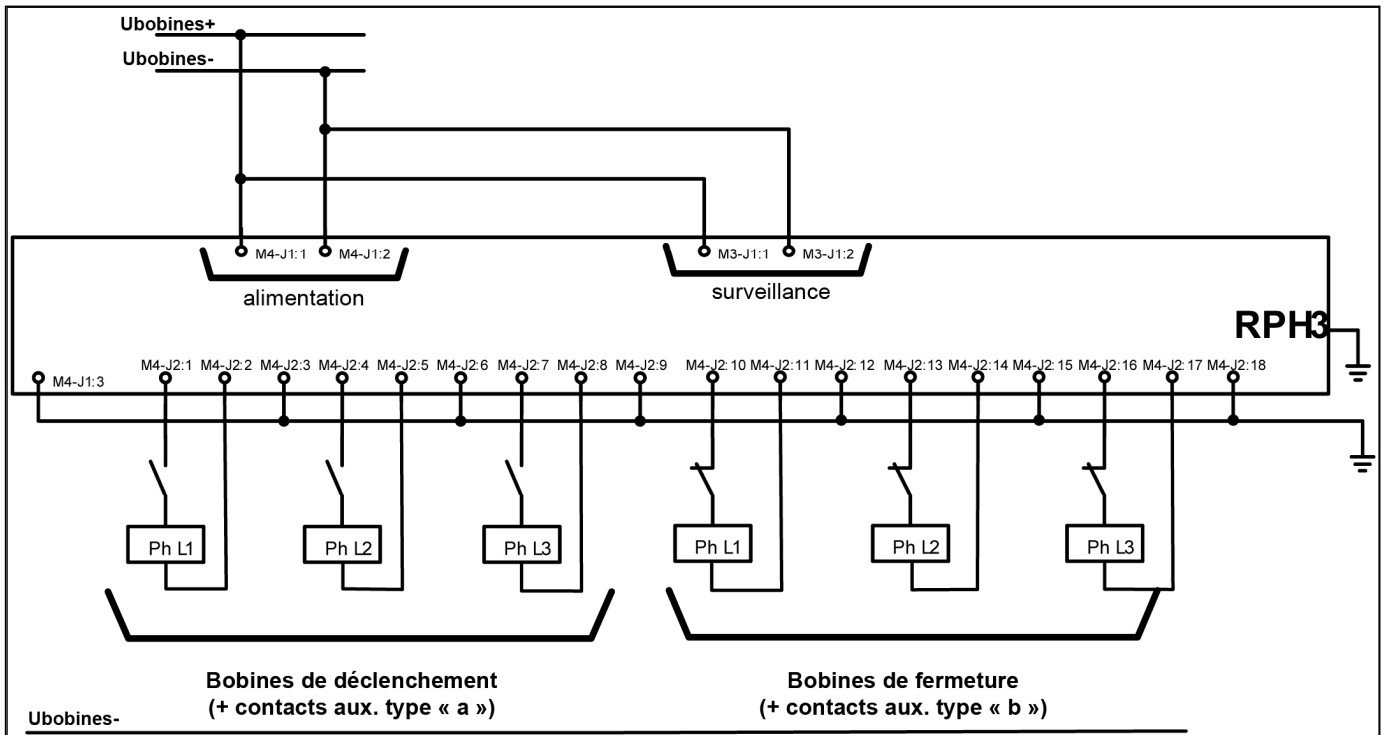 Ubobines+
Ubobines-
M4-J1:1 M4-J1:2 M3-J1:1 M3-J1:2
alimentation surveillance
RPH3
M4-J1:3 M4-J2:1 M4-J2:2 M4-J2:3 M4-J2:4 M4-J2:5 M4-J2:6 M4-J2:7 M4-J2:8 M4-J2:9 M4-J2:10 M4-J2:11 M4-J2:12 M4-J2:13 M4-J2:14 M4-J2:15 M4-J2:16 M4-J2:17 M4-J2:18
Ph L1 Ph L2 Ph L3 Ph L1 Ph L2 Ph L3
Bobines de déclenchement
(+ contacts aux. type « a »)
Bobines de fermeture
(+ contacts aux. type « b »)
Ubobines-